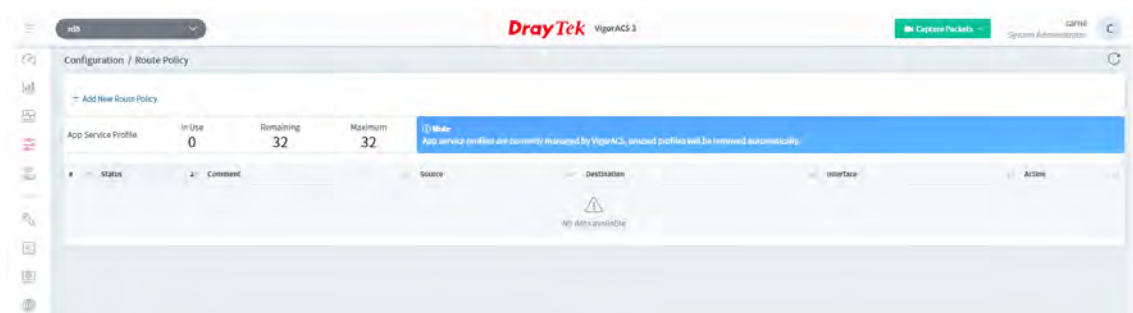 DrayTek VigorACS 3
Capture Packets
carrie
System Administrator
C
Configuration / Route Policy
+ Add New Route Policy
App Service Profile
In Use
0
Remaining
32
Maximum
32
Note
App service profiles are currently managed by VigorACS, unused profiles will be removed automatically.
# Status Comment Source Destination Interface Action
No data available